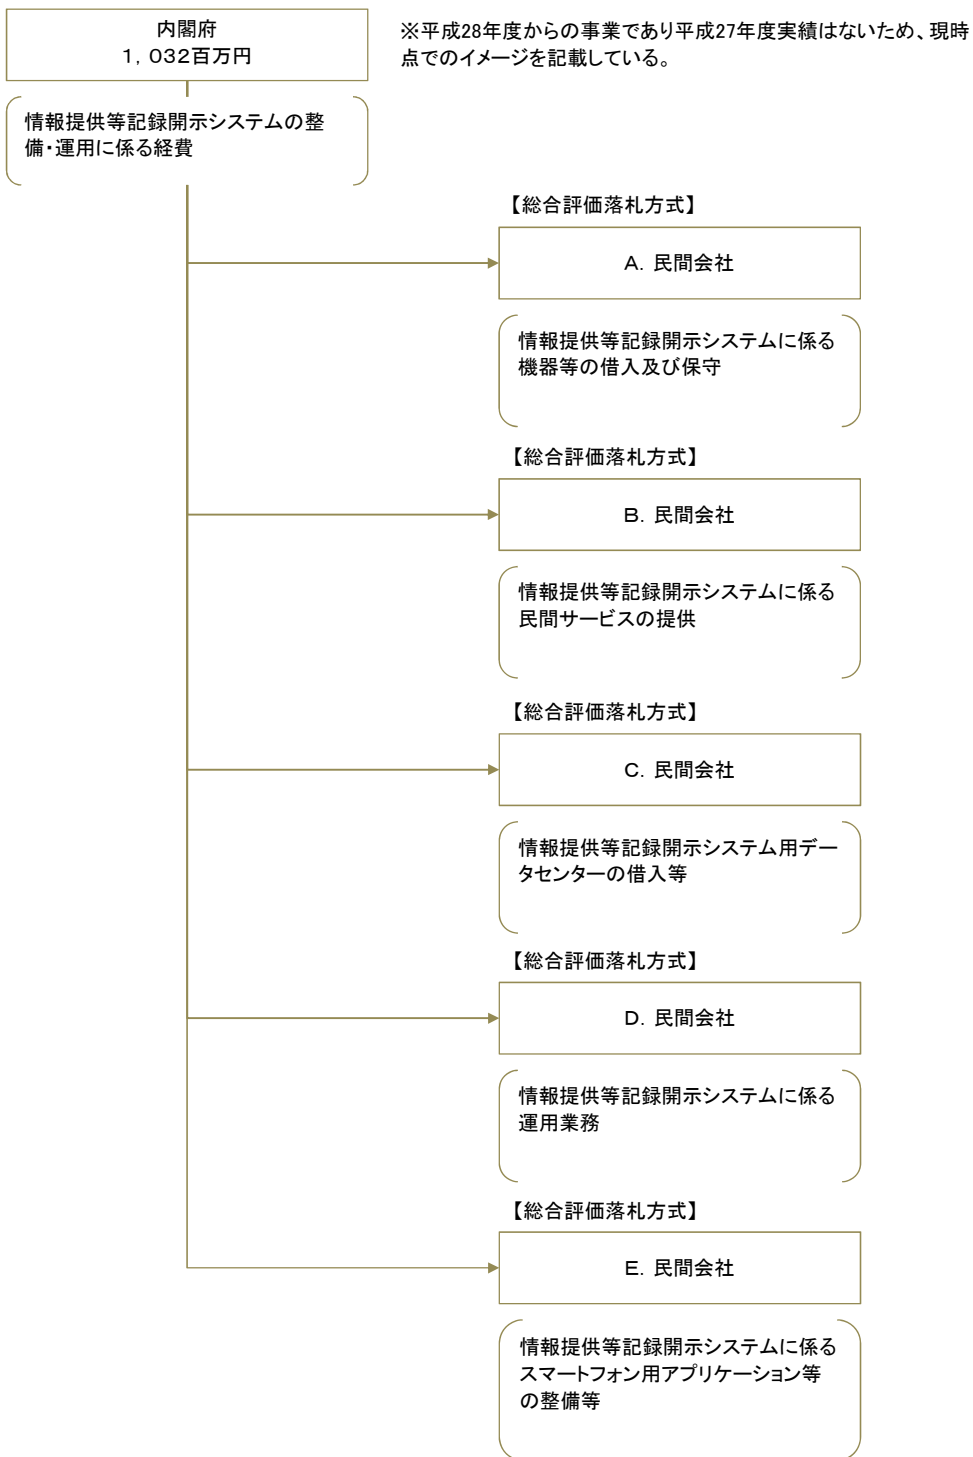 内閣府
1,032百万円
※平成28年度からの事業であり平成27年度実績はないため、現時
点でのイメージを記載している。
情報提供等記録開示システムの整
備・運用に係る経費
【総合評価落札方式】
A. 民間会社
情報提供等記録開示システムに係る
機器等の借入及び保守
【総合評価落札方式】
B. 民間会社
情報提供等記録開示システムに係る
民間サービスの提供
【総合評価落札方式】
C. 民間会社
情報提供等記録開示システム用デー
タセンターの借入等
【総合評価落札方式】
D. 民間会社
情報提供等記録開示システムに係る
運用業務
【総合評価落札方式】
E. 民間会社
情報提供等記録開示システムに係る
スマートフォン用アプリケーション等
の整備等